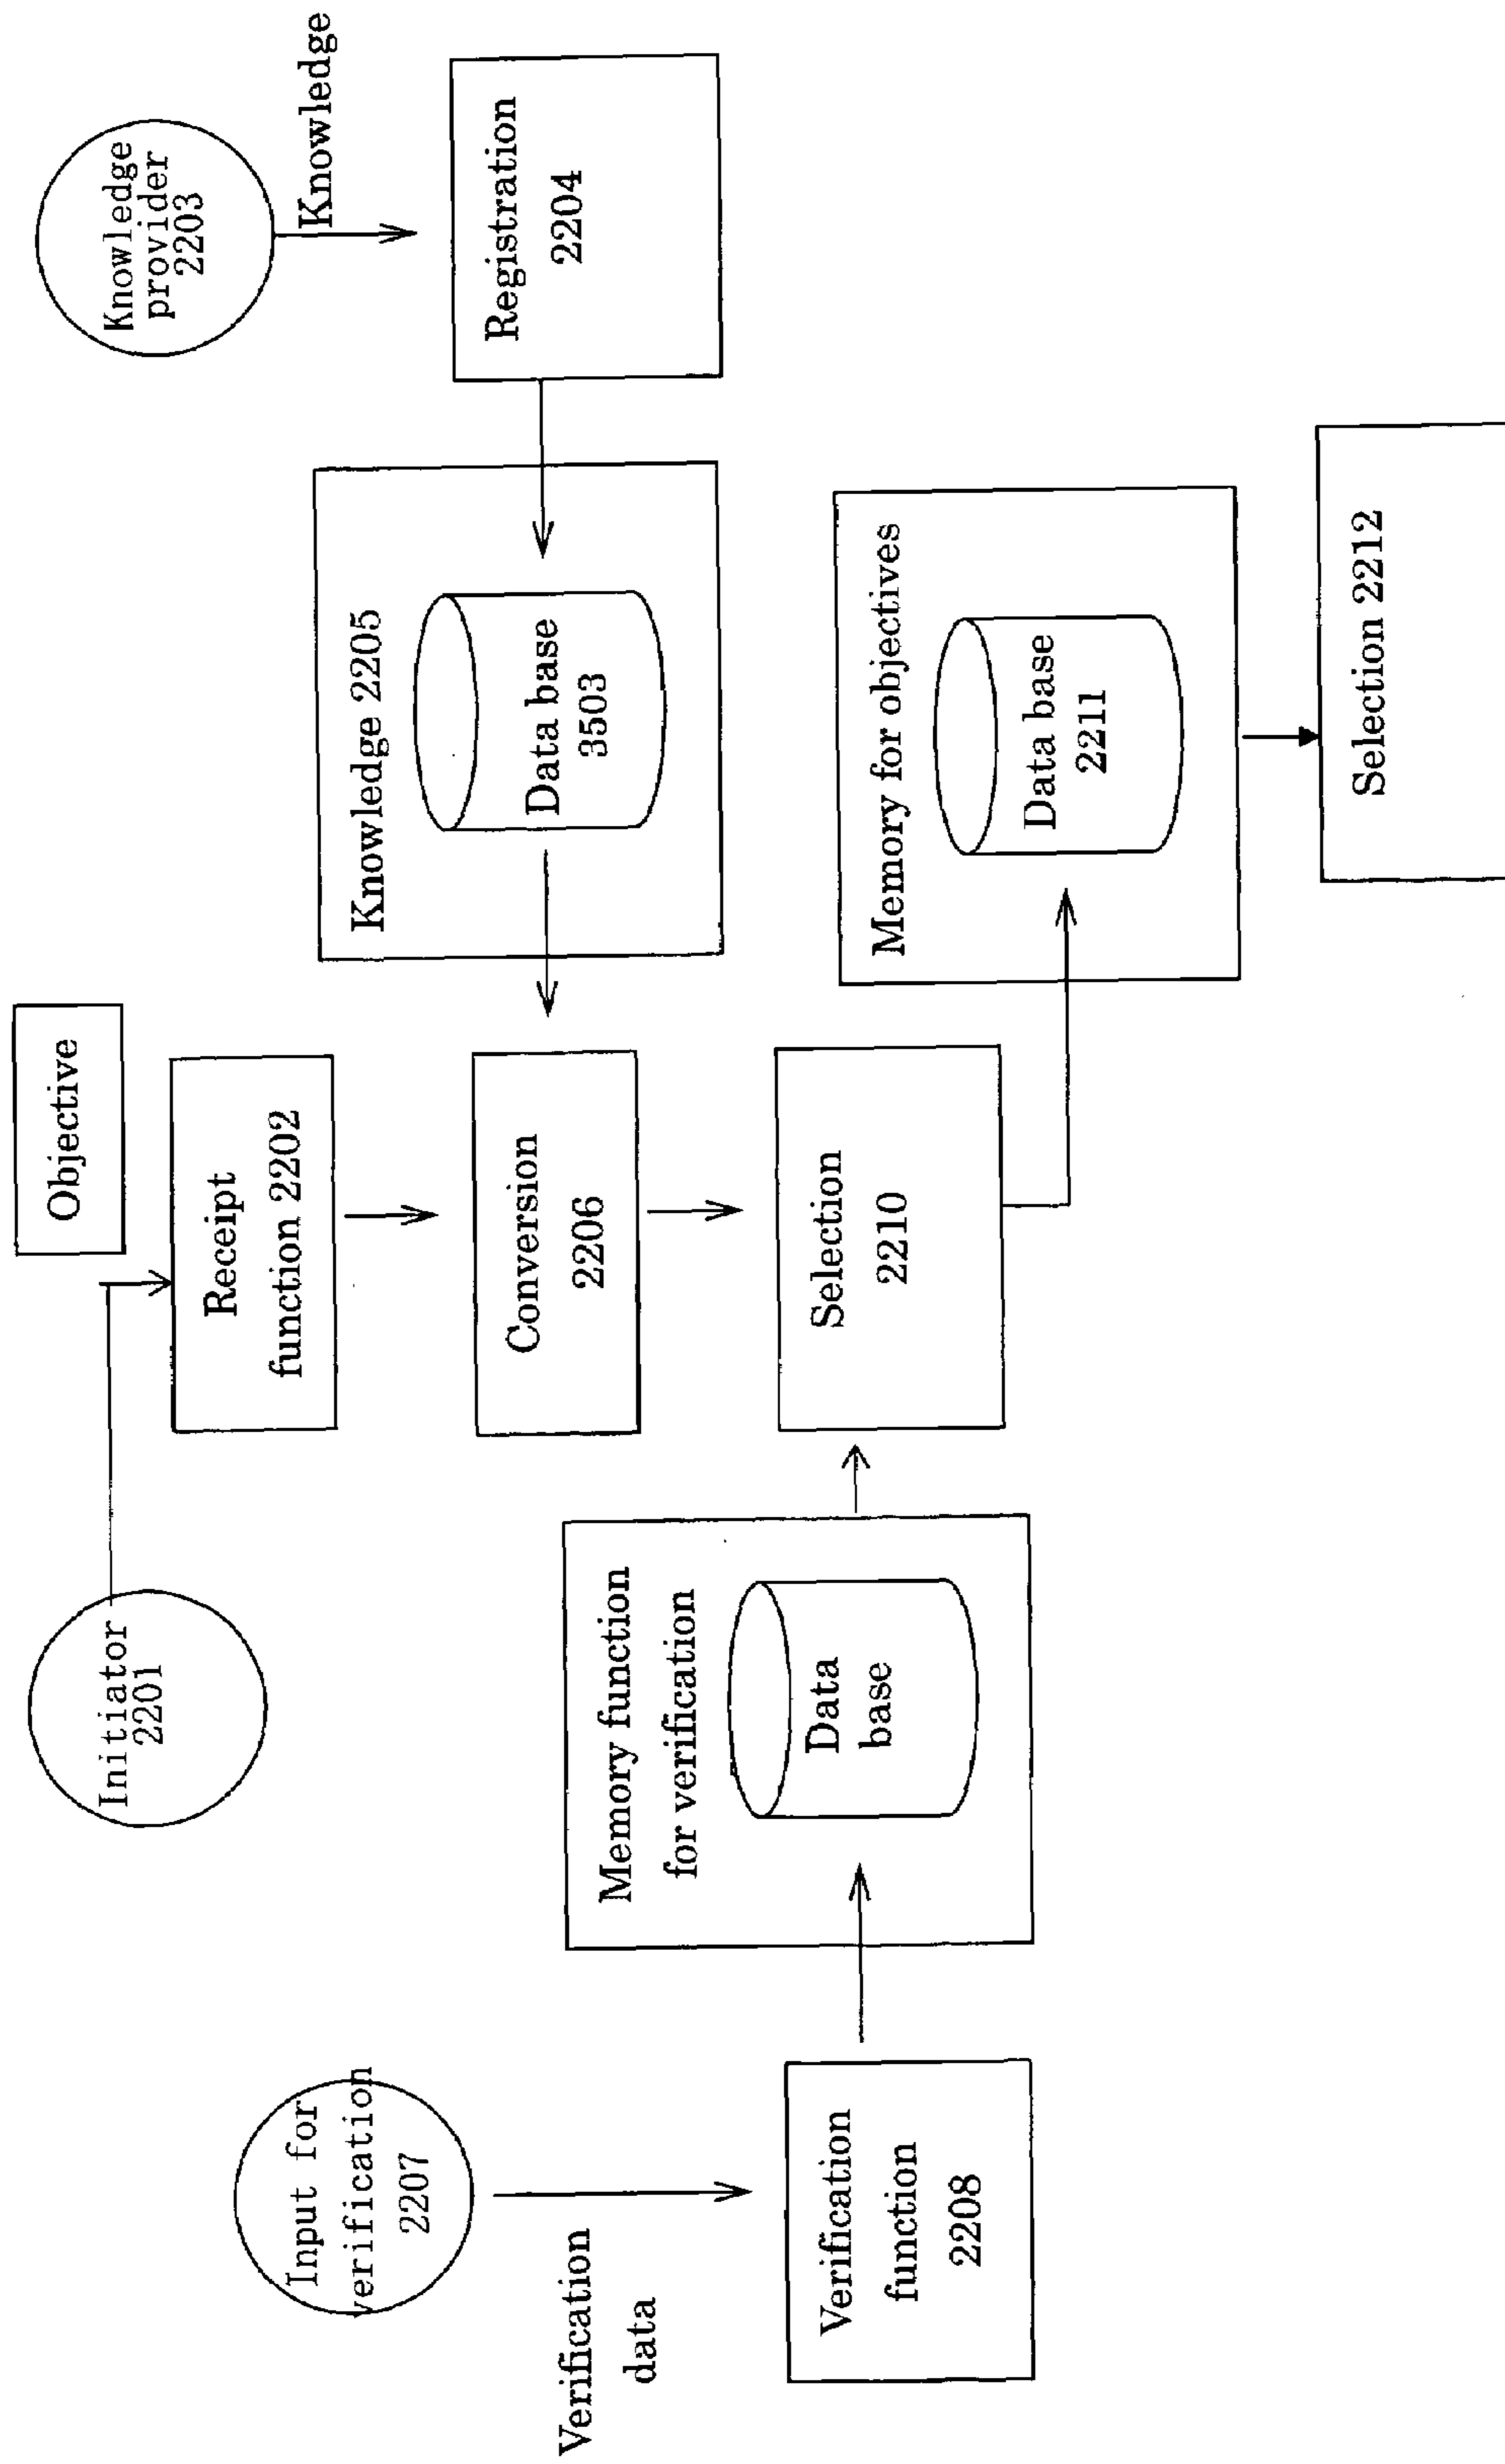 Knowledge
provider
2203
Knowledge
Registration
2204
Knowledge 2205
Data base
3503
Objective
Initiator
2201
Receipt
function 2202
Conversion
2206
Selection
2210
Memory for objectives
Data base
2211
Selection 2212
Input for
verification
2207
Verification
data
Verification
function
2208
Memory function
for verification
Data
base